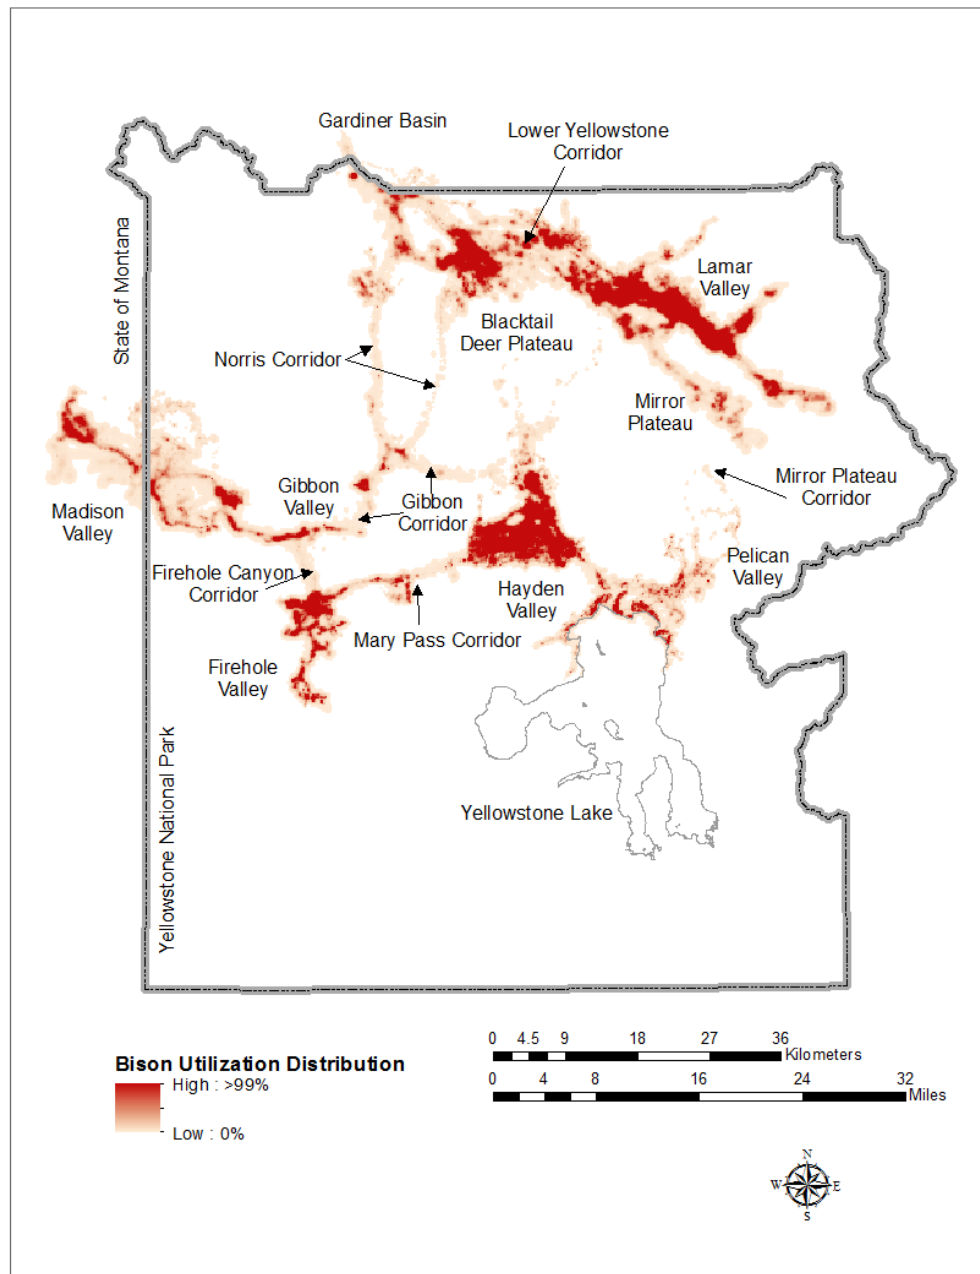 Gardiner Basin
Lower Yellowstone
Corridor
State of Montana
Lamar
Valley
Blacktail
Deer Plateau
Norris Corridor
Mirror
Plateau
Mirror Plateau
Corridor
Gibbon
Valley
Gibbon
Corridor
Madison
Valley
Pelican
Valley
Firehole Canyon
Corridor
Hayden
Valley
Mary Pass Corridor
Firehole
Valley
Yellowstone National Park
Yellowstone Lake
0 4.5 9 18 27 36
Kilometers
0 4 8 16 24 32
Miles
Bison Utilization Distribution
High : >99%
Low : 0%
N
W E
S